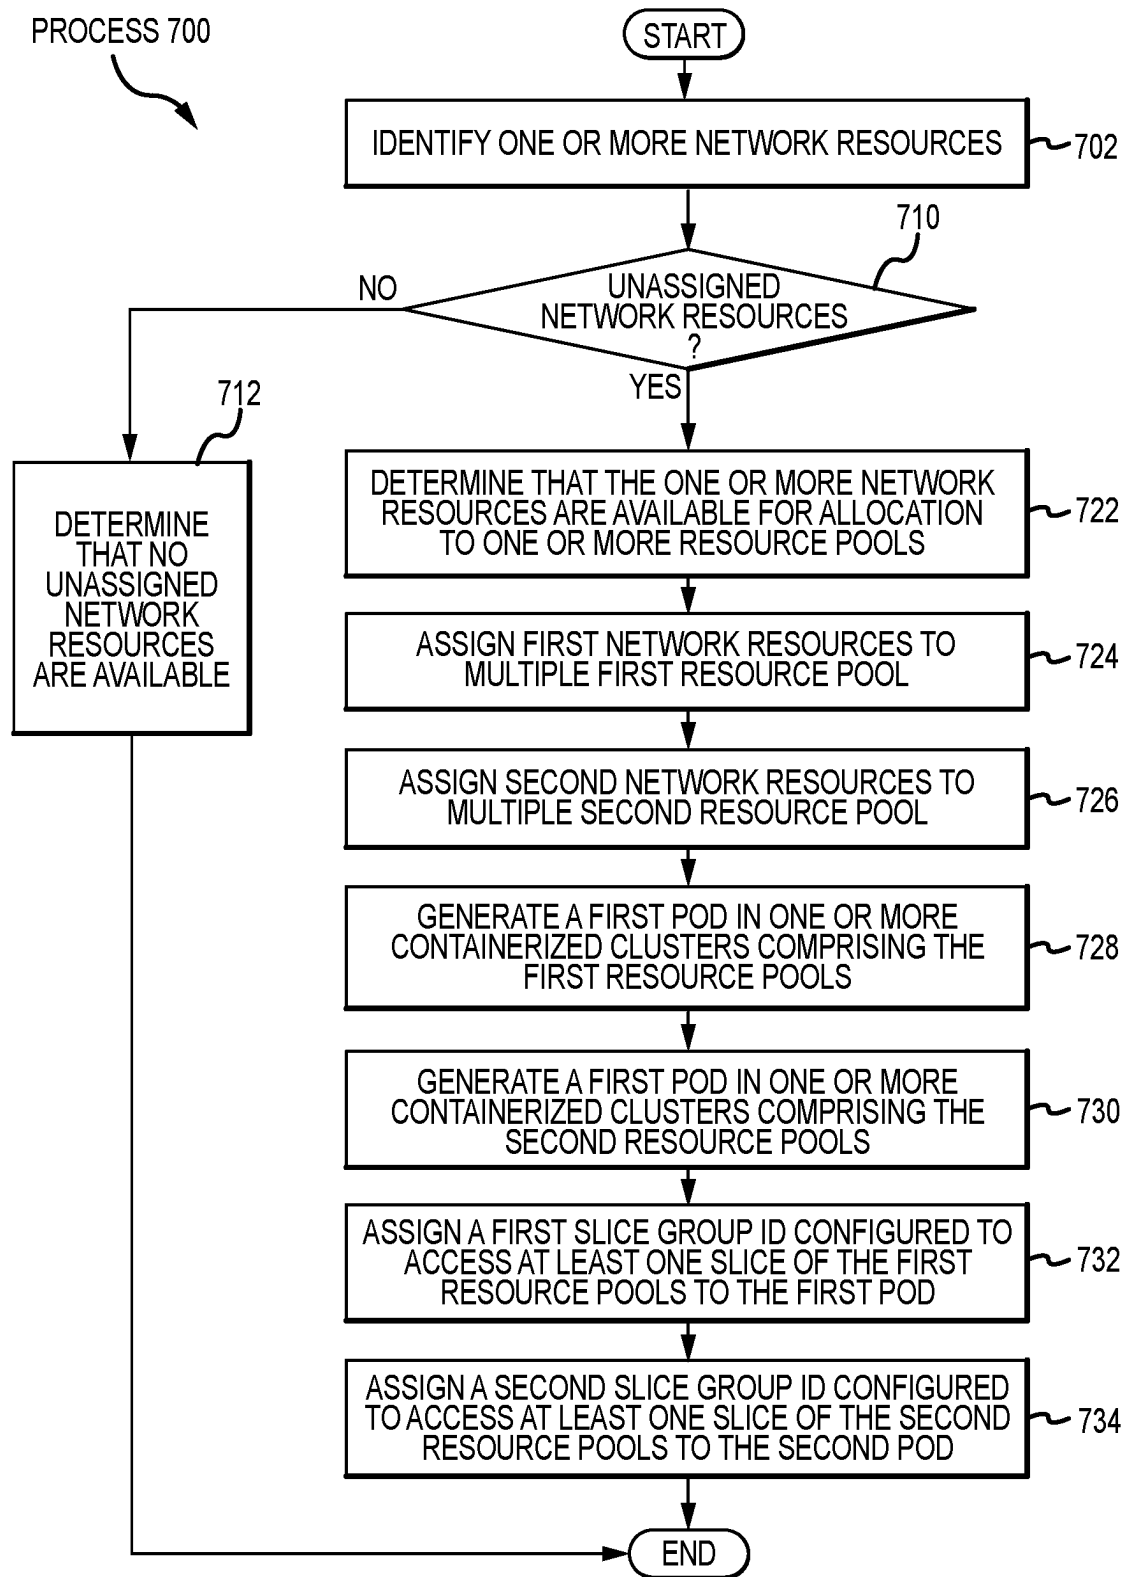 PROCESS 700
START
IDENTIFY ONE OR MORE NETWORK RESOURCES
702
710
UNASSIGNED
NETWORK RESOURCES
?
NO
YES
712
DETERMINE
THAT NO
UNASSIGNED
NETWORK
RESOURCES
ARE AVAILABLE
DETERMINE THAT THE ONE OR MORE NETWORK
RESOURCES ARE AVAILABLE FOR ALLOCATION
TO ONE OR MORE RESOURCE POOLS
722
ASSIGN FIRST NETWORK RESOURCES TO
MULTIPLE FIRST RESOURCE POOL
724
ASSIGN SECOND NETWORK RESOURCES TO
MULTIPLE SECOND RESOURCE POOL
726
GENERATE A FIRST POD IN ONE OR MORE
CONTAINERIZED CLUSTERS COMPRISING THE
FIRST RESOURCE POOLS
728
GENERATE A FIRST POD IN ONE OR MORE
CONTAINERIZED CLUSTERS COMPRISING THE
SECOND RESOURCE POOLS
730
ASSIGN A FIRST SLICE GROUP ID CONFIGURED TO
ACCESS AT LEAST ONE SLICE OF THE FIRST
RESOURCE POOLS TO THE FIRST POD
732
ASSIGN A SECOND SLICE GROUP ID CONFIGURED
TO ACCESS AT LEAST ONE SLICE OF THE SECOND
RESOURCE POOLS TO THE SECOND POD
734
END